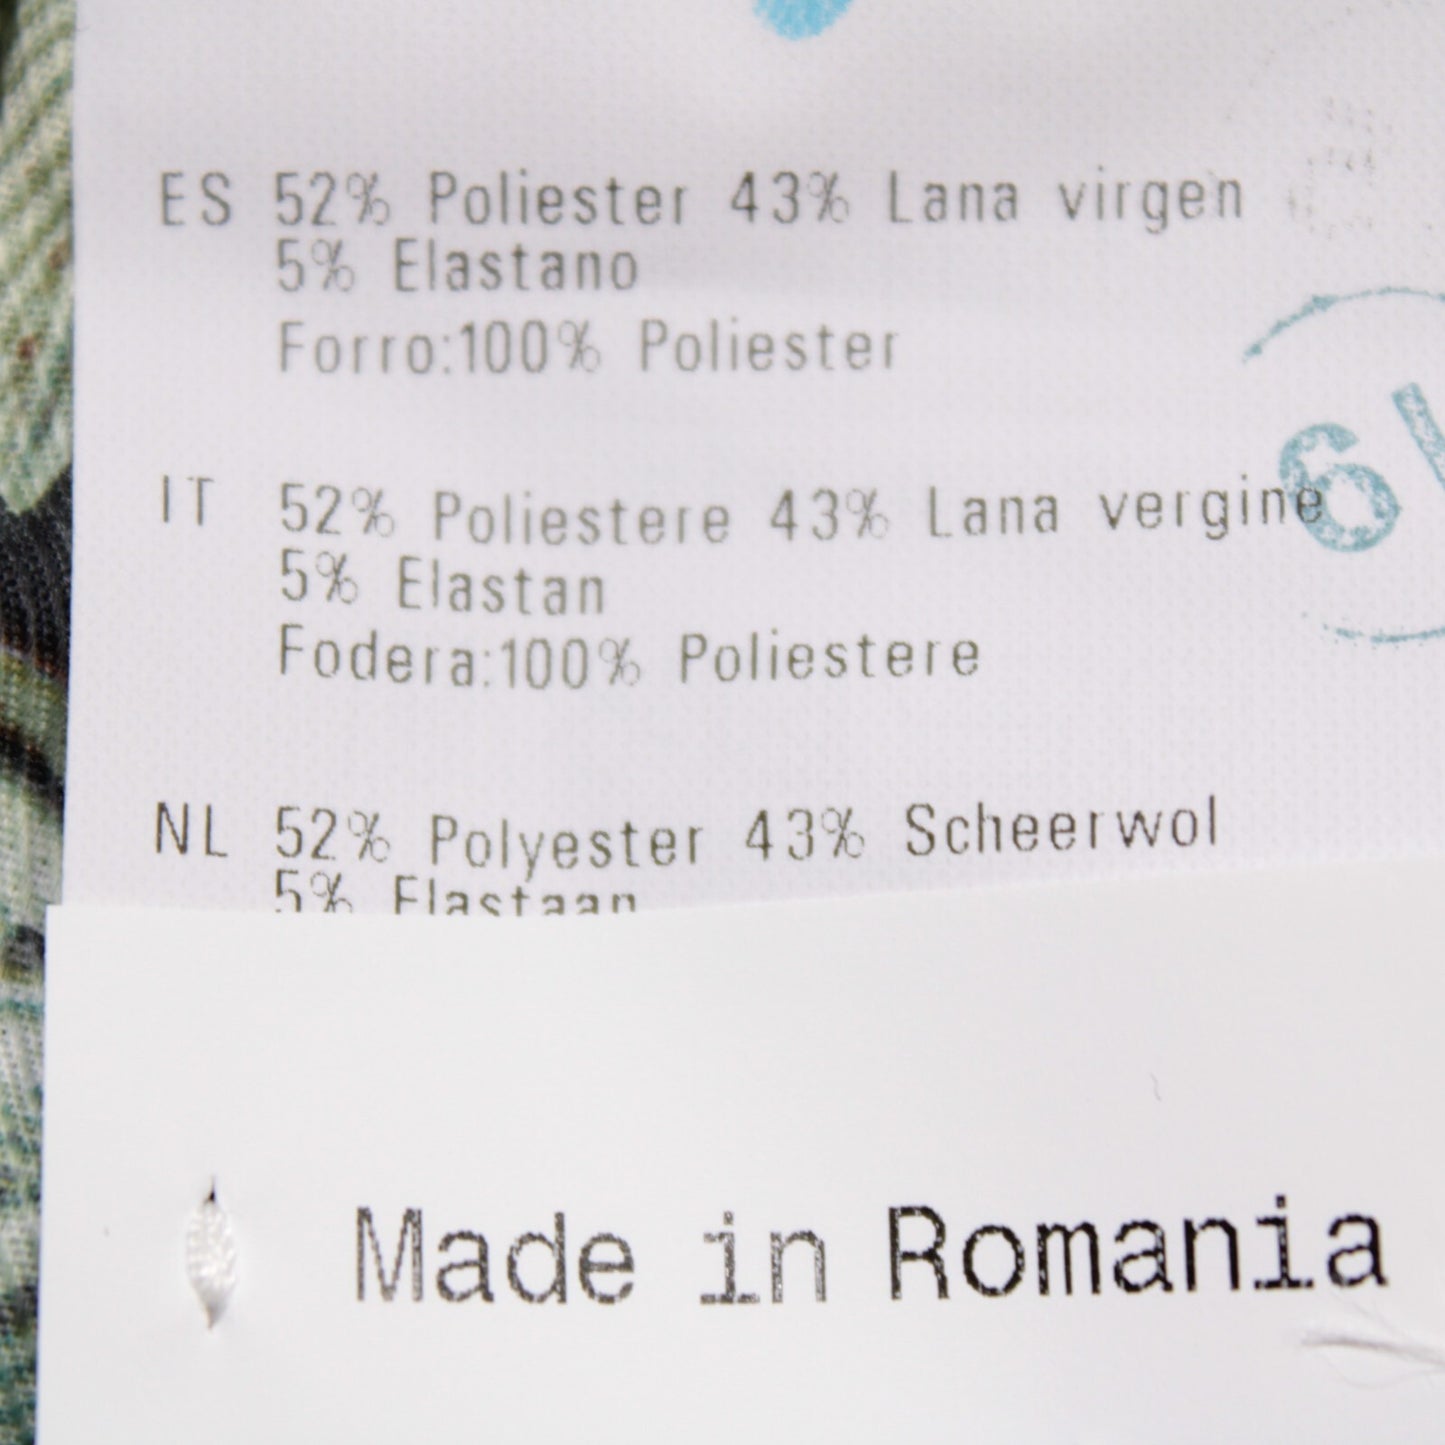 ES 52% Poliester 43% Lana virgen
5% Elastano
Forro:100% Poliester
IT 52% Poliestere 43% Lana vergine
5% Elastan
Fodera:100% Poliestere
NL 52% Polyester 43% Scheerwol
5% Elastaan
Made in Romania